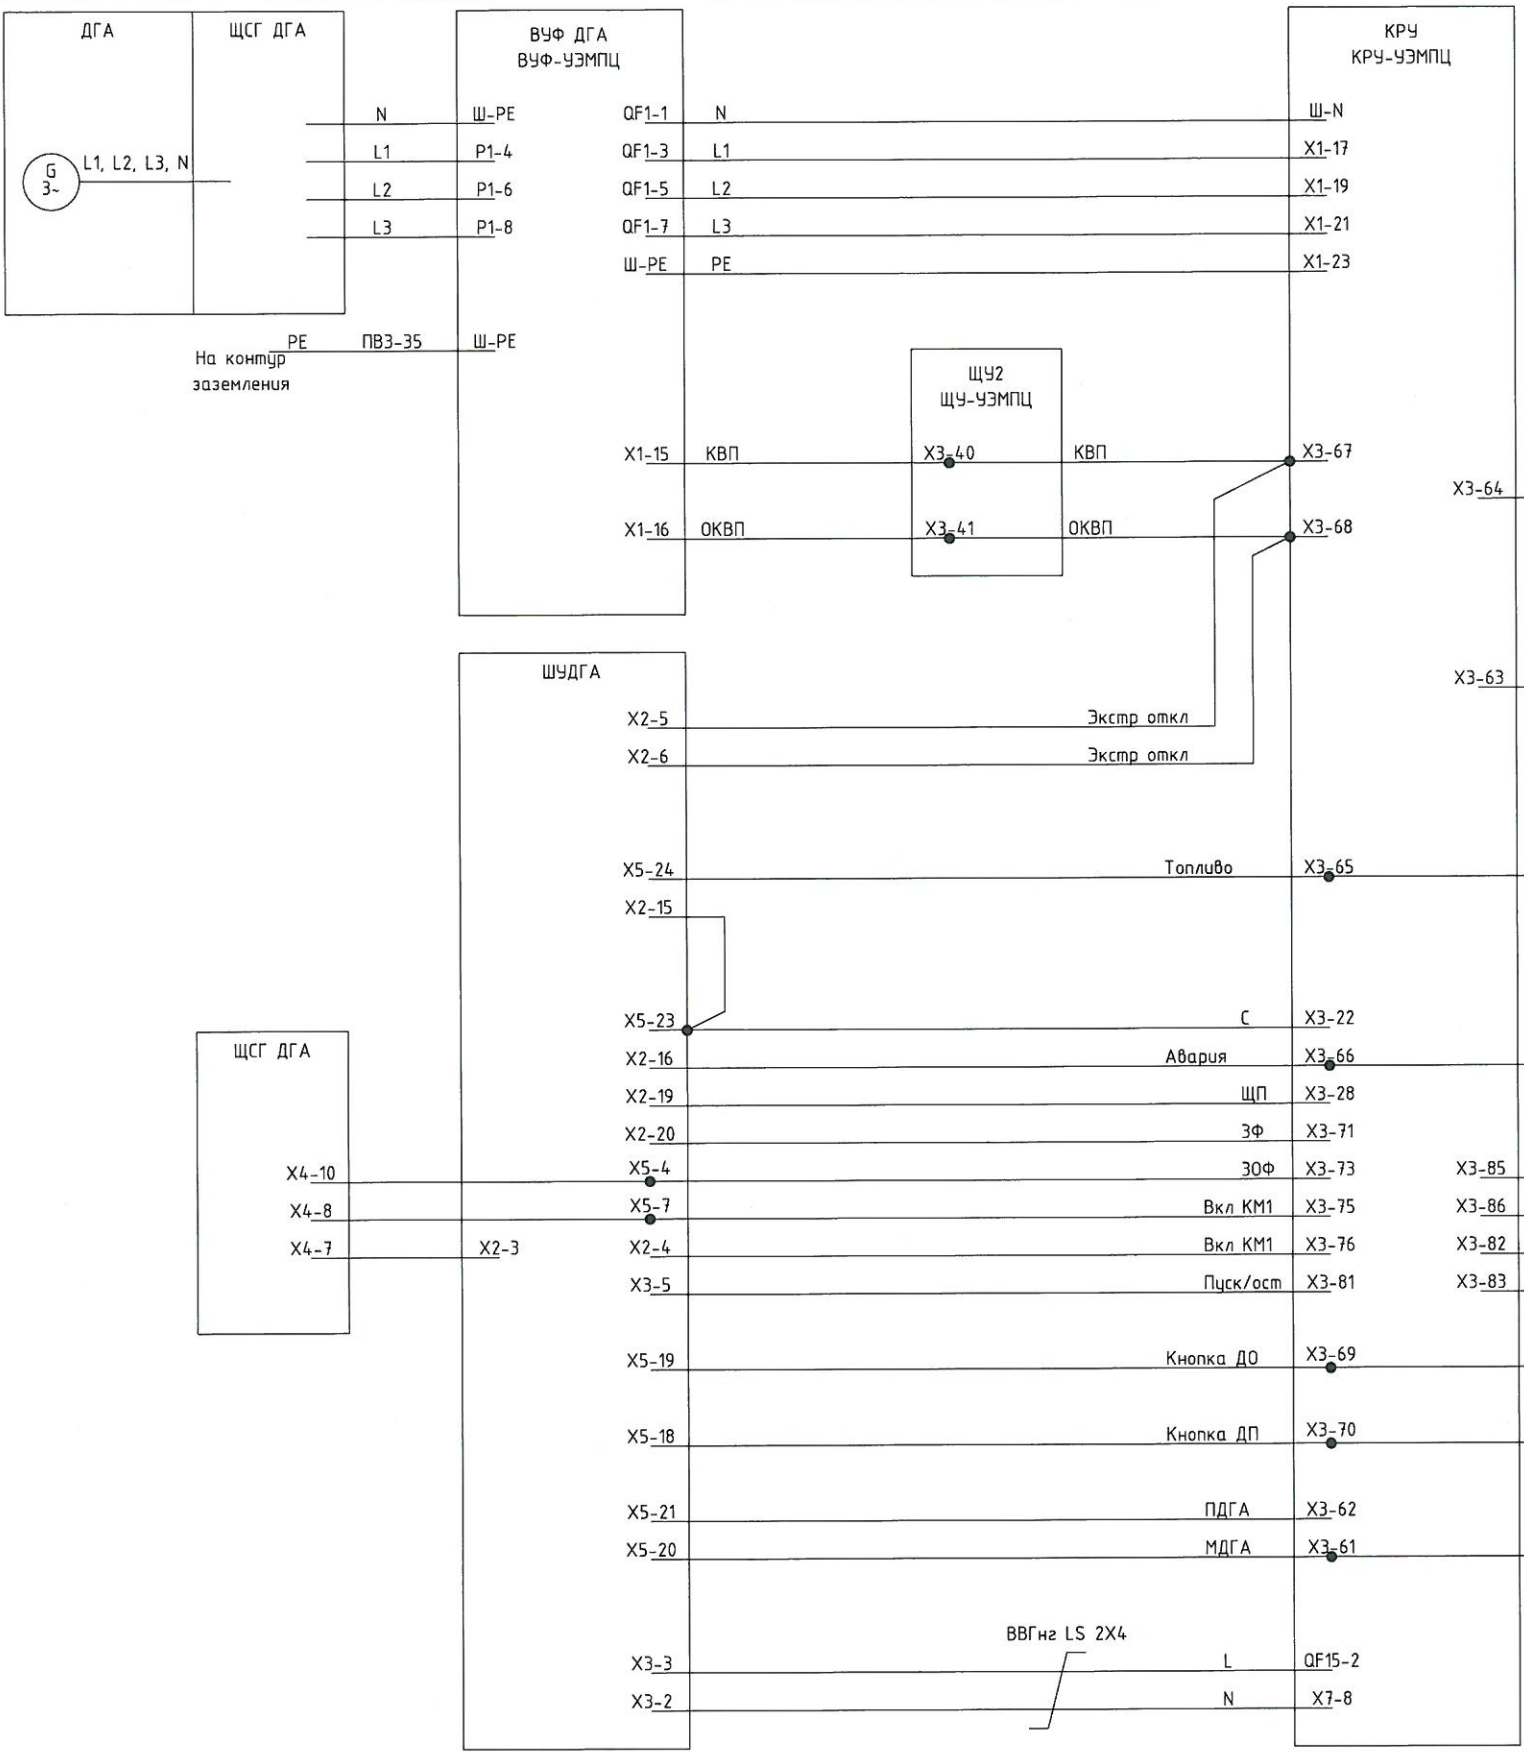 ДГА
ЩСГ ДГА
ВУФ ДГА
ВУФ-УЭМПЦ
КРУ
КРУ-УЭМПЦ
G
3~
L1, L2, L3, N
N
Ш-PE
QF1-1
N
Ш-N
L1
P1-4
QF1-3
L1
X1-17
L2
P1-6
QF1-5
L2
X1-19
L3
P1-8
QF1-7
L3
X1-21
Ш-PE
PE
X1-23
PE
ПВ3-35
Ш-PE
На контур
заземления
ЩУ2
ЩУ-УЭМПЦ
X1-15
КВП
X3-40
КВП
X3-67
X3-64
X1-16
ОКВП
X3-41
ОКВП
X3-68
ШУДГА
X3-63
X2-5
Экстр откл
X2-6
Экстр откл
X5-24
Топливо
X3-65
X2-15
X5-23
С
X3-22
ЩСГ ДГА
X2-16
Авария
X3-66
X2-19
ЩП
X3-28
X2-20
ЗФ
X3-71
X4-10
X5-4
ЗОФ
X3-73
X3-85
X4-8
X5-7
Вкл КМ1
X3-75
X3-86
X4-7
X2-3
X2-4
Вкл КМ1
X3-76
X3-82
X3-5
Пуск/ост
X3-81
X3-83
X5-19
Кнопка ДО
X3-69
X5-18
Кнопка ДП
X3-70
X5-21
ПДГА
X3-62
X5-20
МДГА
X3-61
ВВГнг LS 2X4
X3-3
L
QF15-2
X3-2
N
X7-8